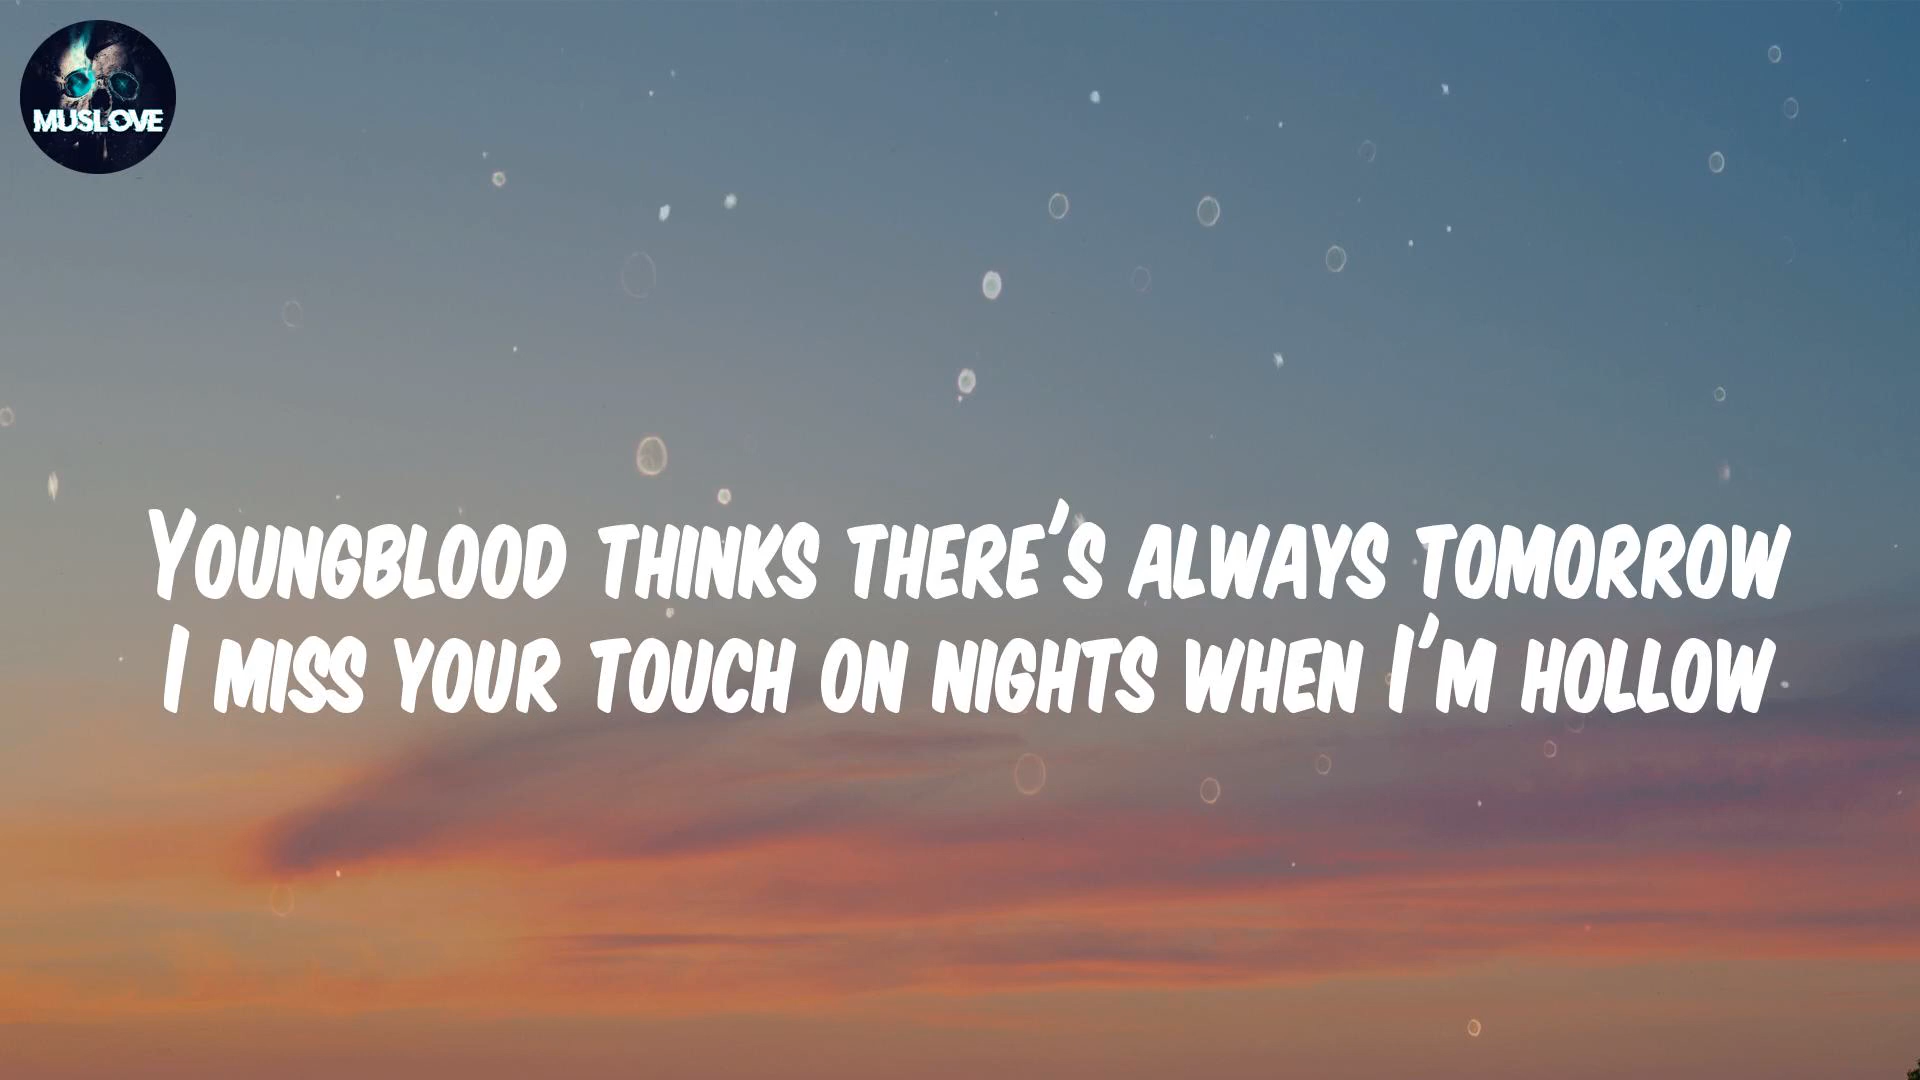 MUSLOVE
Youngblood thinks there's always tomorrow
I miss your touch on nights when I'm hollow